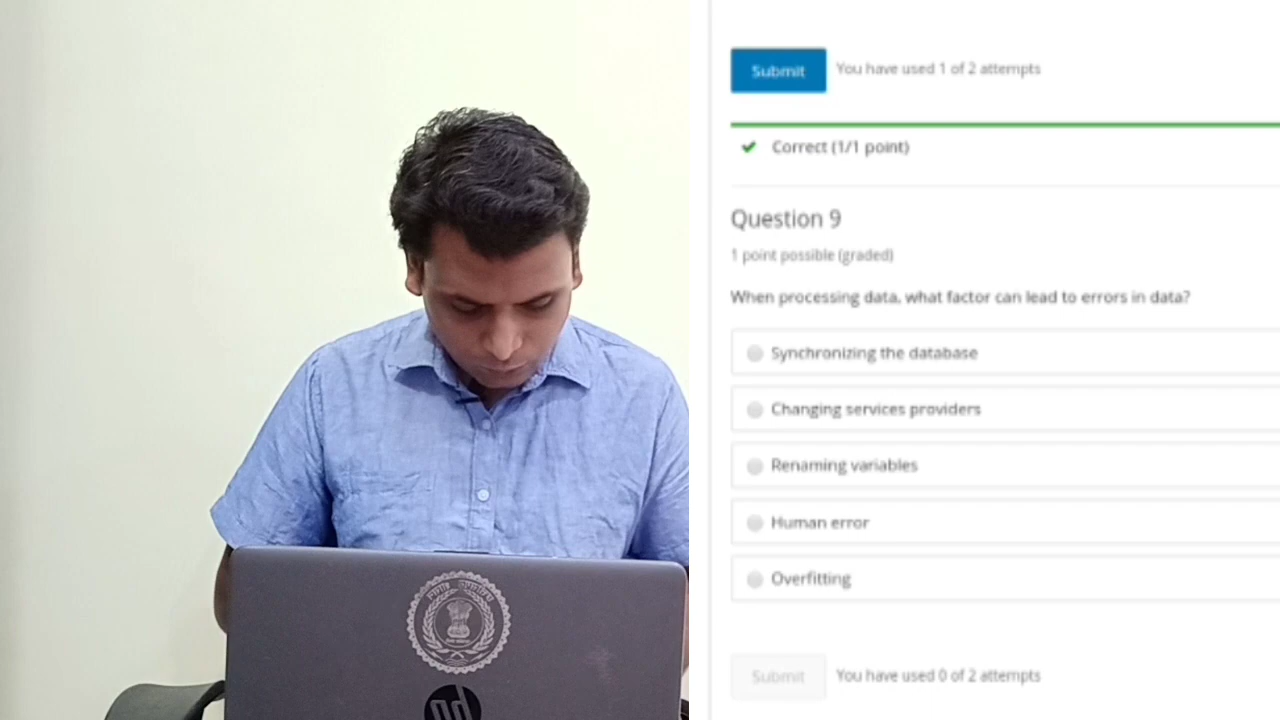 Submit You have used 1 of 2 attempts
Correct (1/1 point)
Question 9
1 point possible (graded)
When processing data, what factor can lead to errors in data?
Synchronizing the database
Changing services providers
Renaming variables
Human error
Overfitting
Submit You have used 0 of 2 attempts
hp